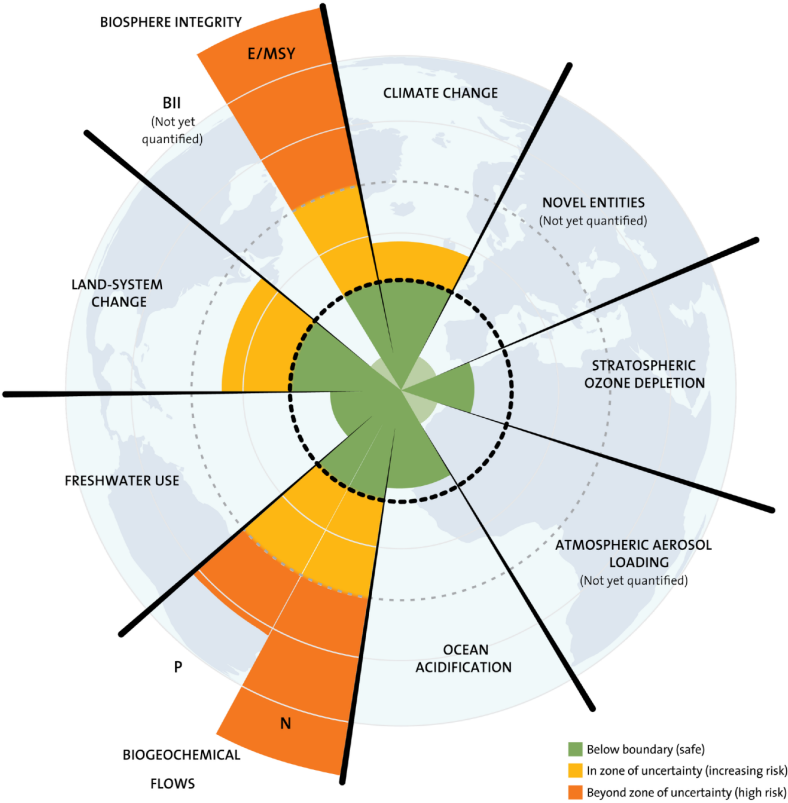 BIOSPHERE INTEGRITY
E/MSY
CLIMATE CHANGE
BII
(Not yet
quantified)
NOVEL ENTITIES
(Not yet quantified)
LAND-SYSTEM
CHANGE
STRATOSPHERIC
OZONE DEPLETION
FRESHWATER USE
ATMOSPHERIC AEROSOL
LOADING
(Not yet quantified)
OCEAN
ACIDIFICATION
P
N
BIOGEOCHEMICAL
FLOWS
Below boundary (safe)
In zone of uncertainty (increasing risk)
Beyond zone of uncertainty (high risk)